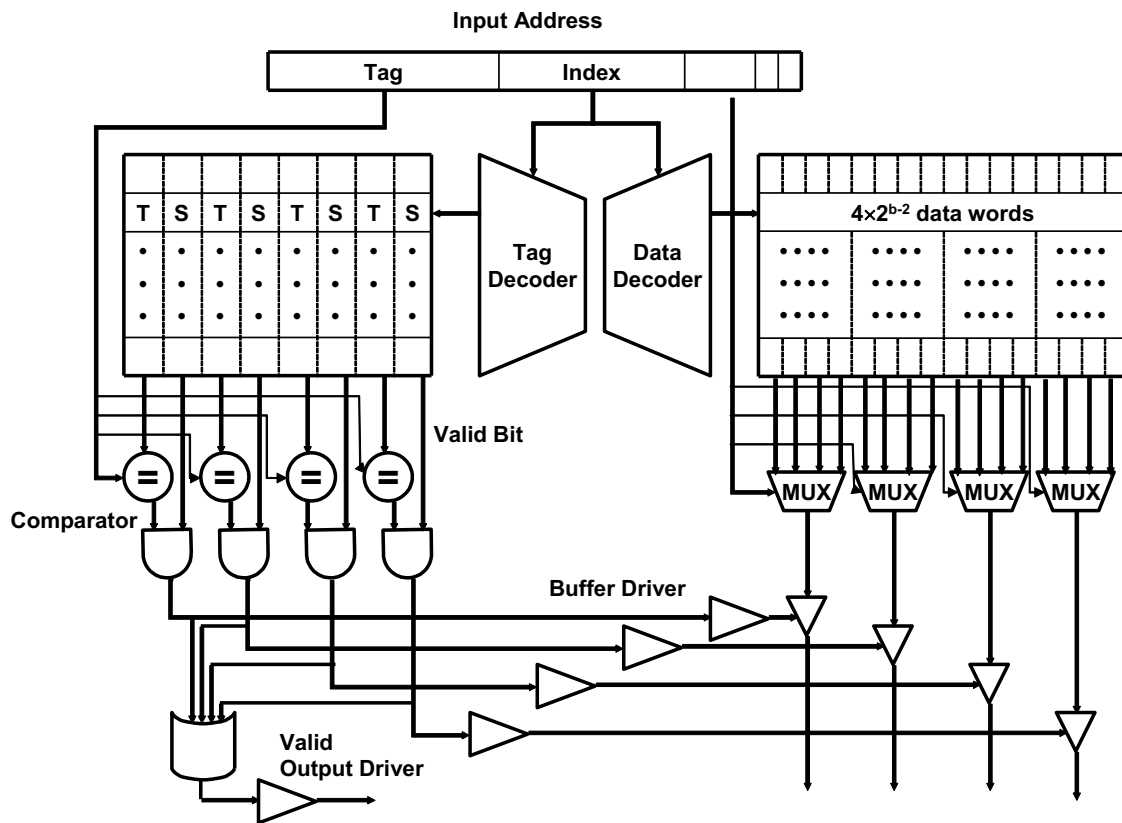 Input Address
Tag Index
T S T S T S T S
Tag
Decoder
Data
Decoder
4×2ᵇ⁻² data words
Valid Bit
= = = =
MUX MUX MUX MUX
Comparator
Buffer Driver
Valid
Output Driver